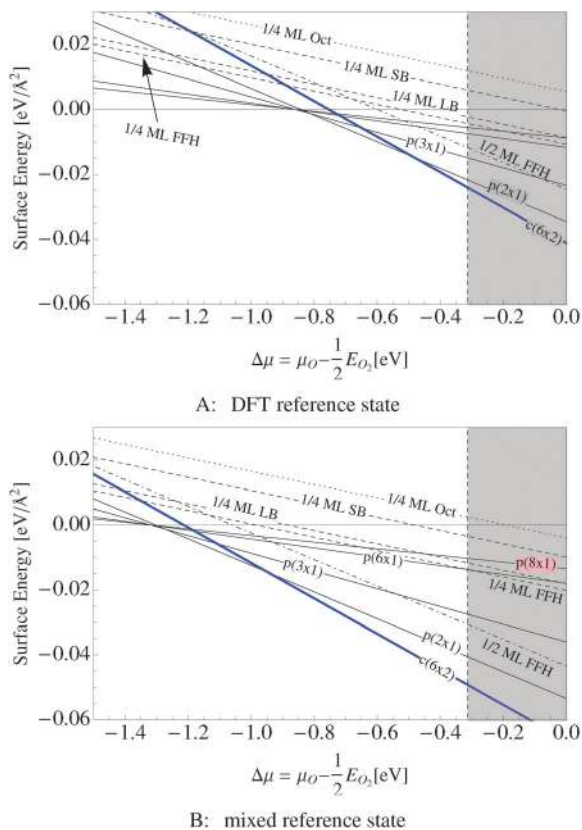 0.02
0.00
−0.02
−0.04
−0.06
Surface Energy [eV/Å²]
1/4 ML Oct
1/4 ML SB
1/4 ML LB
1/4 ML FFH
p(3x1)
1/2 ML FFH
p(2x1)
c(6x2)
−1.4 −1.2 −1.0 −0.8 −0.6 −0.4 −0.2 0.0
Δμ = μ_O−1/2 E_O₂[eV]
A: DFT reference state
0.02
0.00
−0.02
−0.04
−0.06
Surface Energy [eV/Å²]
1/4 ML Oct
1/4 ML SB
1/4 ML LB
p(6x1)
p(8x1)
p(3x1)
1/4 ML FFH
p(2x1)
1/2 ML FFH
c(6x2)
−1.4 −1.2 −1.0 −0.8 −0.6 −0.4 −0.2 0.0
Δμ = μ_O−1/2 E_O₂[eV]
B: mixed reference state